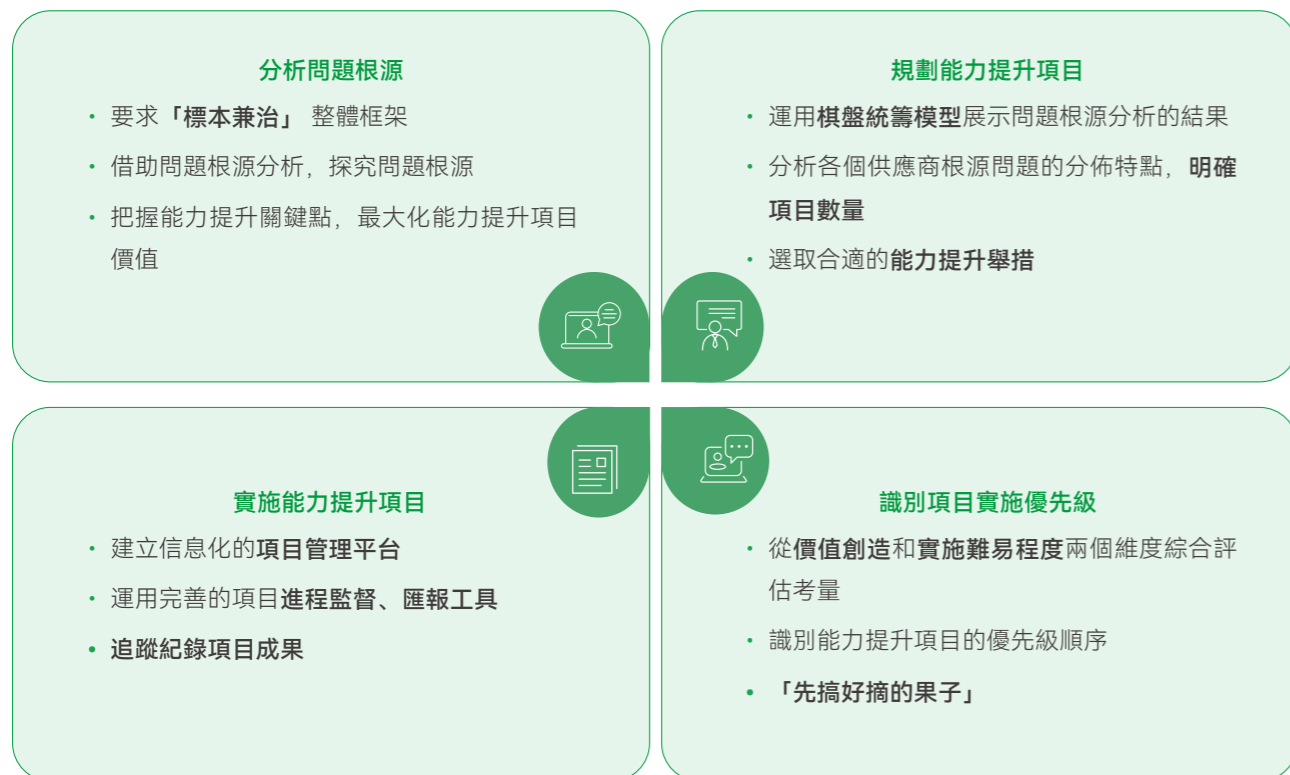 分析問題根源
• 要求「標本兼治」 整體框架
• 借助問題根源分析，探究問題根源
• 把握能力提升關鍵點，最大化能力提升項目
價值
規劃能力提升項目
• 運用棋盤統籌模型展示問題根源分析的結果
• 分析各個供應商根源問題的分佈特點，明確
項目數量
• 選取合適的能力提升舉措
實施能力提升項目
• 建立信息化的項目管理平台
• 運用完善的項目進程監督、匯報工具
• 追蹤紀錄項目成果
識別項目實施優先級
• 從價值創造和實施難易程度兩個維度綜合評
估考量
• 識別能力提升項目的優先級順序
• 「先搞好摘的果子」